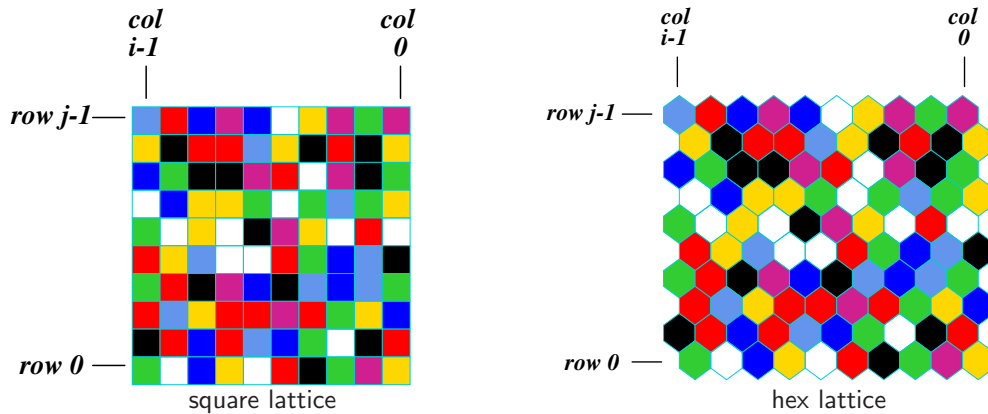 col
i-1
col
0
row j-1
row 0
square lattice
col
i-1
col
0
row j-1
row 0
hex lattice